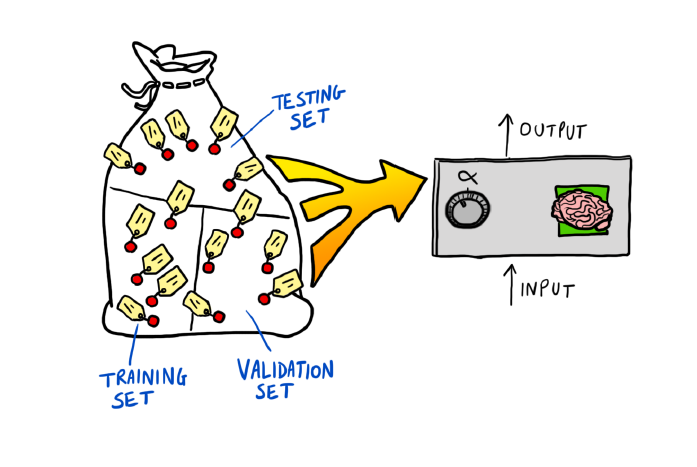 TESTING
SET
TRAINING
SET
VALIDATION
SET
OUTPUT
α
INPUT